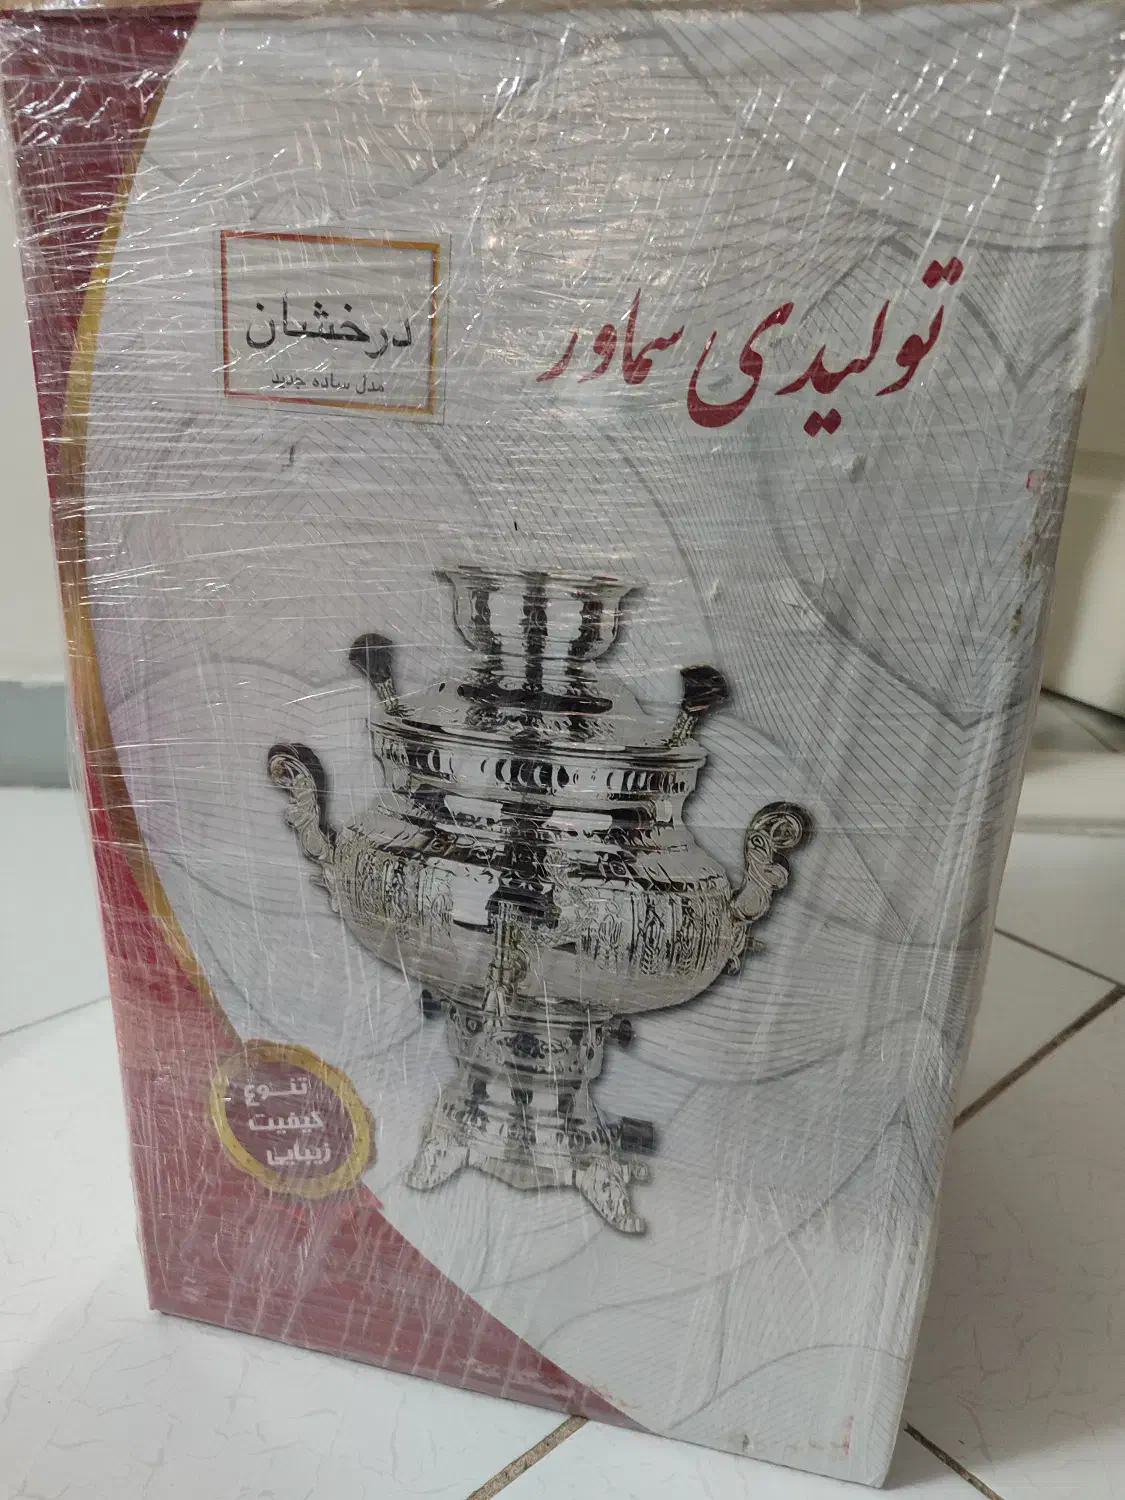 تولیدی سماور
درخشان
مدل ساده جدید
تنوع
کیفیت
زیبایی